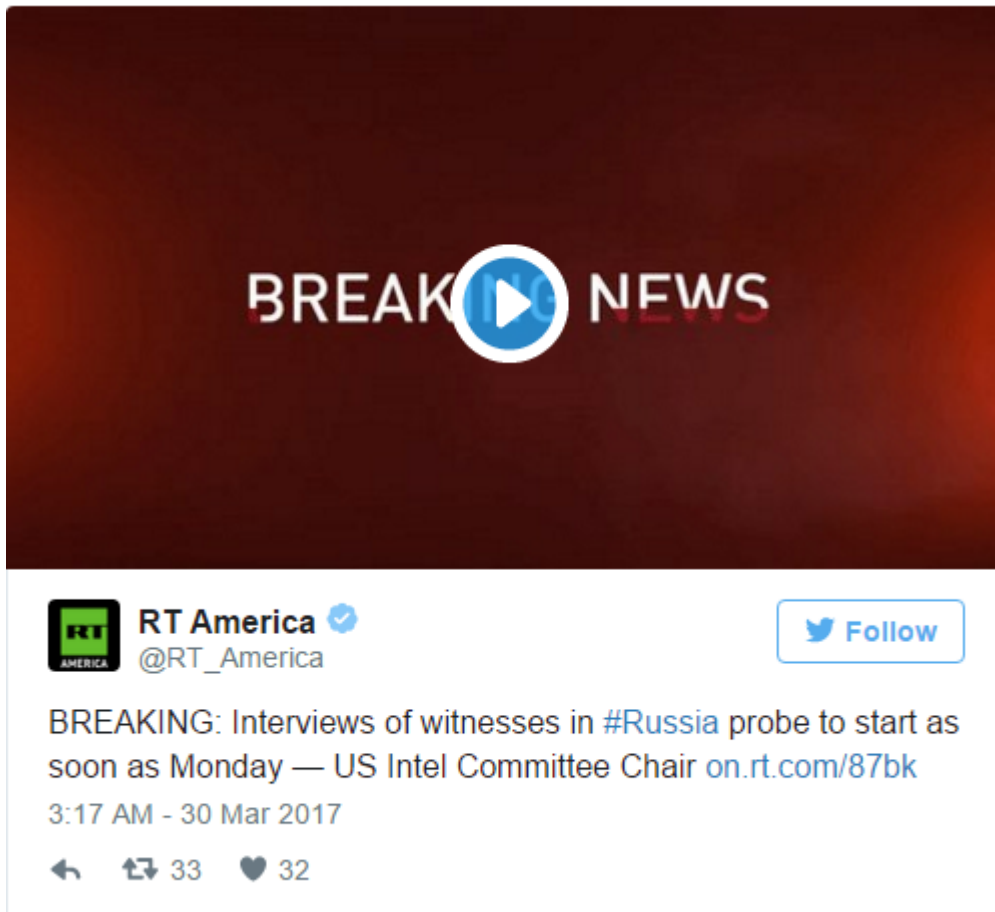 BREAKING NEWS
RT
AMERICA
RT America
@RT_America
Follow
BREAKING: Interviews of witnesses in #Russia probe to start as
soon as Monday — US Intel Committee Chair on.rt.com/87bk
3:17 AM - 30 Mar 2017
33 32